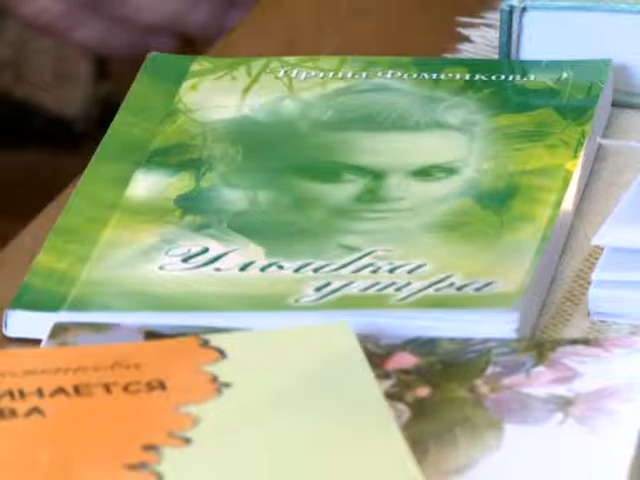 Ирина Фоменкова
Улыбка
утра
ИНАЕТСЯ
ВА